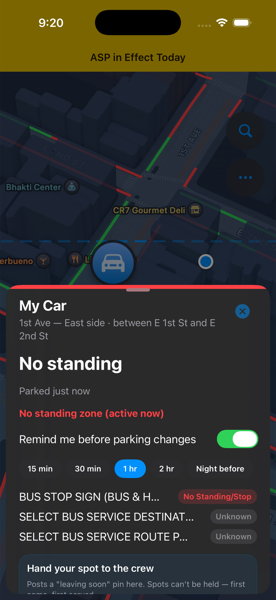 9:20
ASP in Effect Today
1ST AVE
Bhakti Center
CR7 Gourmet Deli
erbueno
L
My Car
1st Ave — East side · between E 1st St and E
2nd St
No standing
Parked just now
No standing zone (active now)
Remind me before parking changes
15 min 30 min 1 hr 2 hr Night before
BUS STOP SIGN (BUS & H... No Standing/Stop
SELECT BUS SERVICE DESTINAT... Unknown
SELECT BUS SERVICE ROUTE P... Unknown
Hand your spot to the crew
Posts a "leaving soon" pin here. Spots can't be held — first